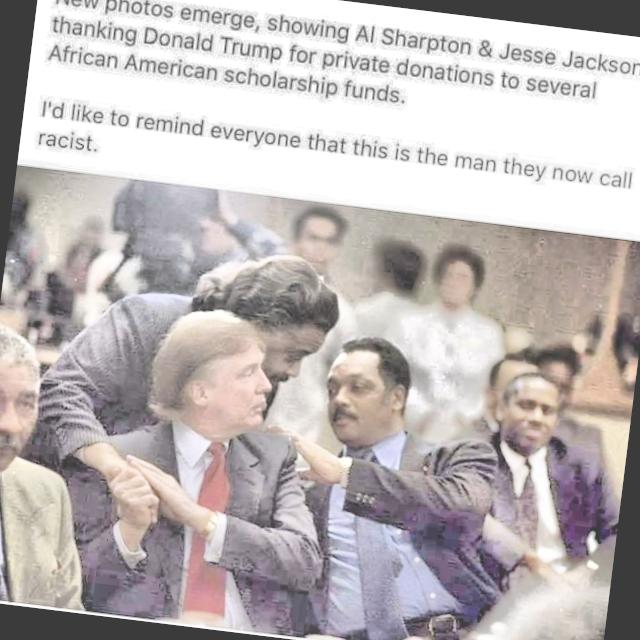 New photos emerge, showing Al Sharpton & Jesse Jackson
thanking Donald Trump for private donations to several
African American scholarship funds.
I'd like to remind everyone that this is the man they now call
racist.